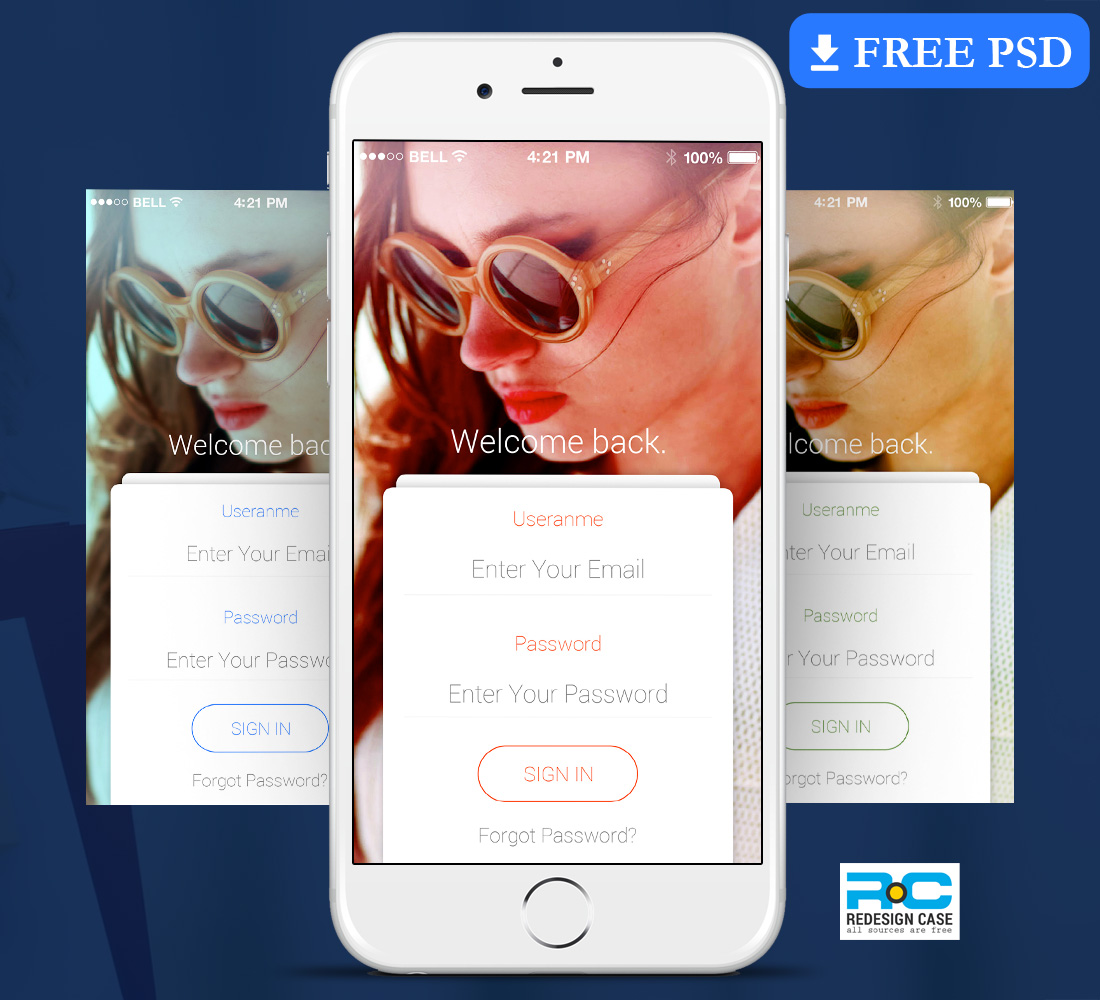 FREE PSD
BELL 4:21 PM 100%
Welcome back.
Useranme
Enter Your Email
Password
Enter Your Password
SIGN IN
Forgot Password?
BELL 4:21 PM
Welcome bac
Useranme
Enter Your Emai
Password
Enter Your Passwo
SIGN IN
Forgot Password?
4:21 PM 100%
lcome back.
Useranme
ter Your Email
Password
r Your Password
SIGN IN
orgot Password?
RC
REDESIGN CASE
all sources are free